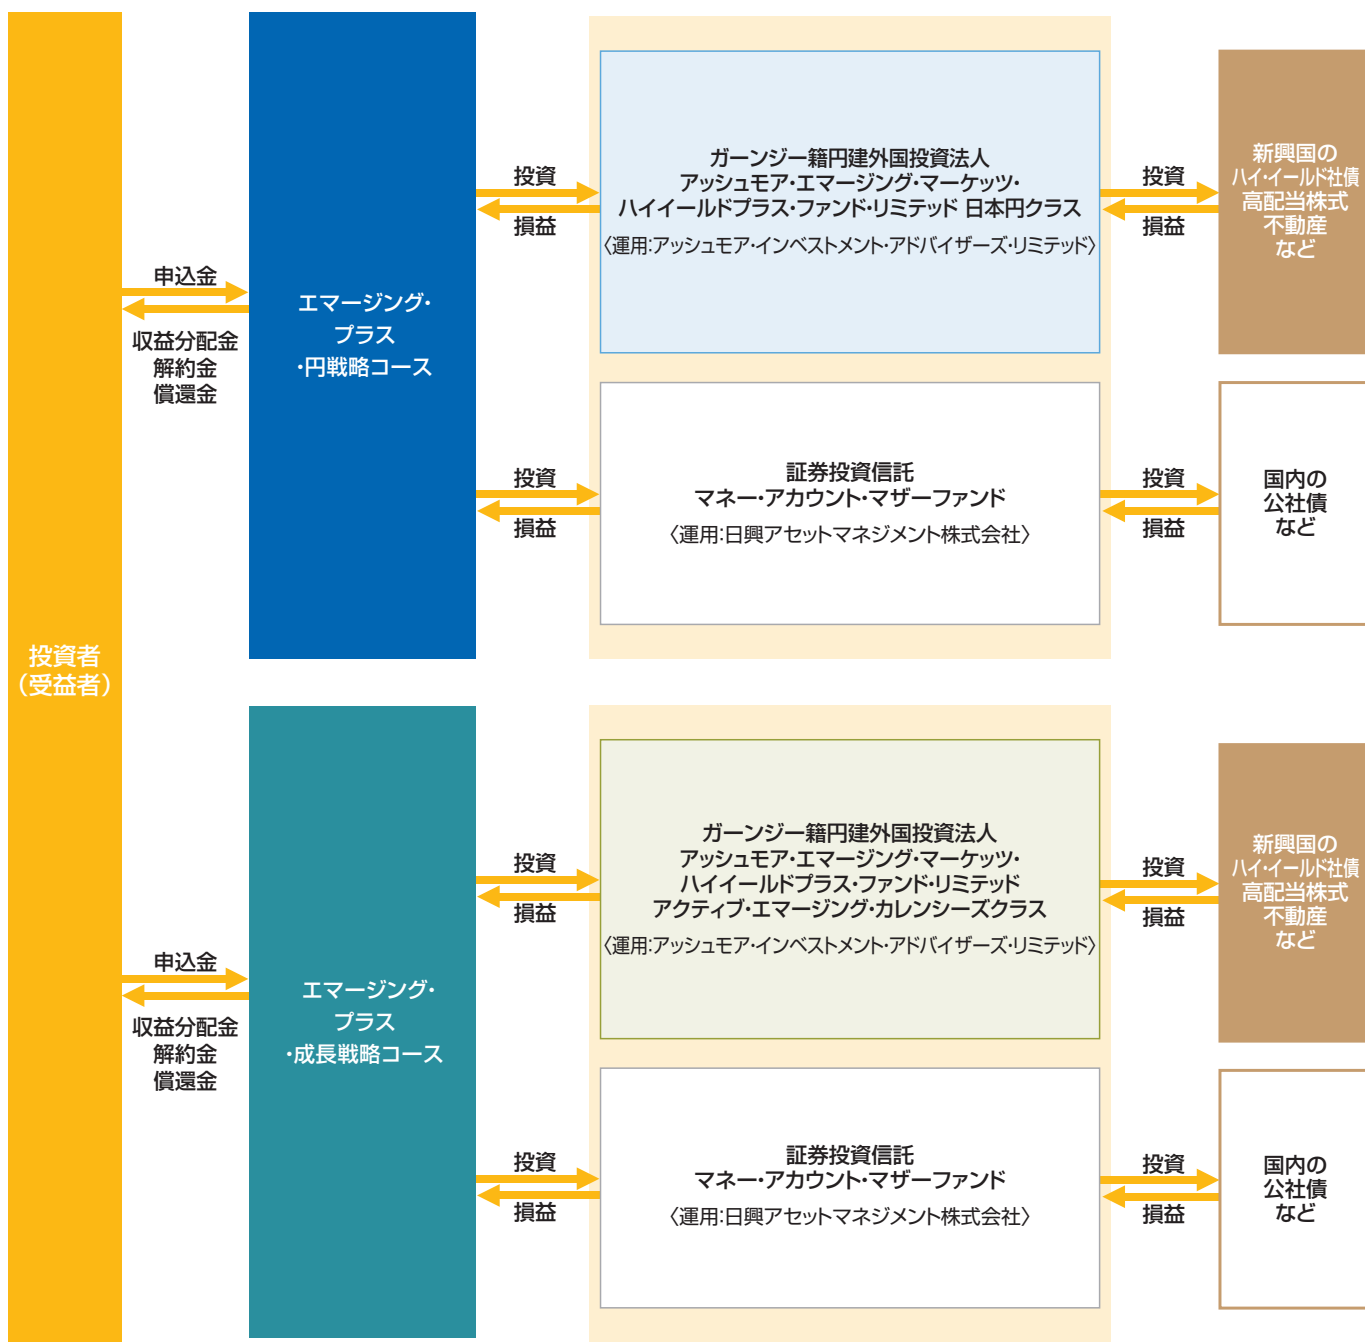 投資者
（受益者）
申込金
収益分配金
解約金
償還金
エマージング・
プラス
・円戦略コース
投資
損益
ガーンジー籍円建外国投資法人
アッシュモア・エマージング・マーケッツ・
ハイイールドプラス・ファンド・リミテッド 日本円クラス
〈運用:アッシュモア・インベストメント・アドバイザーズ・リミテッド〉
投資
損益
新興国の
ハイ・イールド社債
高配当株式
不動産
など
投資
損益
証券投資信託
マネー・アカウント・マザーファンド
〈運用:日興アセットマネジメント株式会社〉
投資
損益
国内の
公社債
など
申込金
収益分配金
解約金
償還金
エマージング・
プラス
・成長戦略コース
投資
損益
ガーンジー籍円建外国投資法人
アッシュモア・エマージング・マーケッツ・
ハイイールドプラス・ファンド・リミテッド
アクティブ・エマージング・カレンシーズクラス
〈運用:アッシュモア・インベストメント・アドバイザーズ・リミテッド〉
投資
損益
新興国の
ハイ・イールド社債
高配当株式
不動産
など
投資
損益
証券投資信託
マネー・アカウント・マザーファンド
〈運用:日興アセットマネジメント株式会社〉
投資
損益
国内の
公社債
など